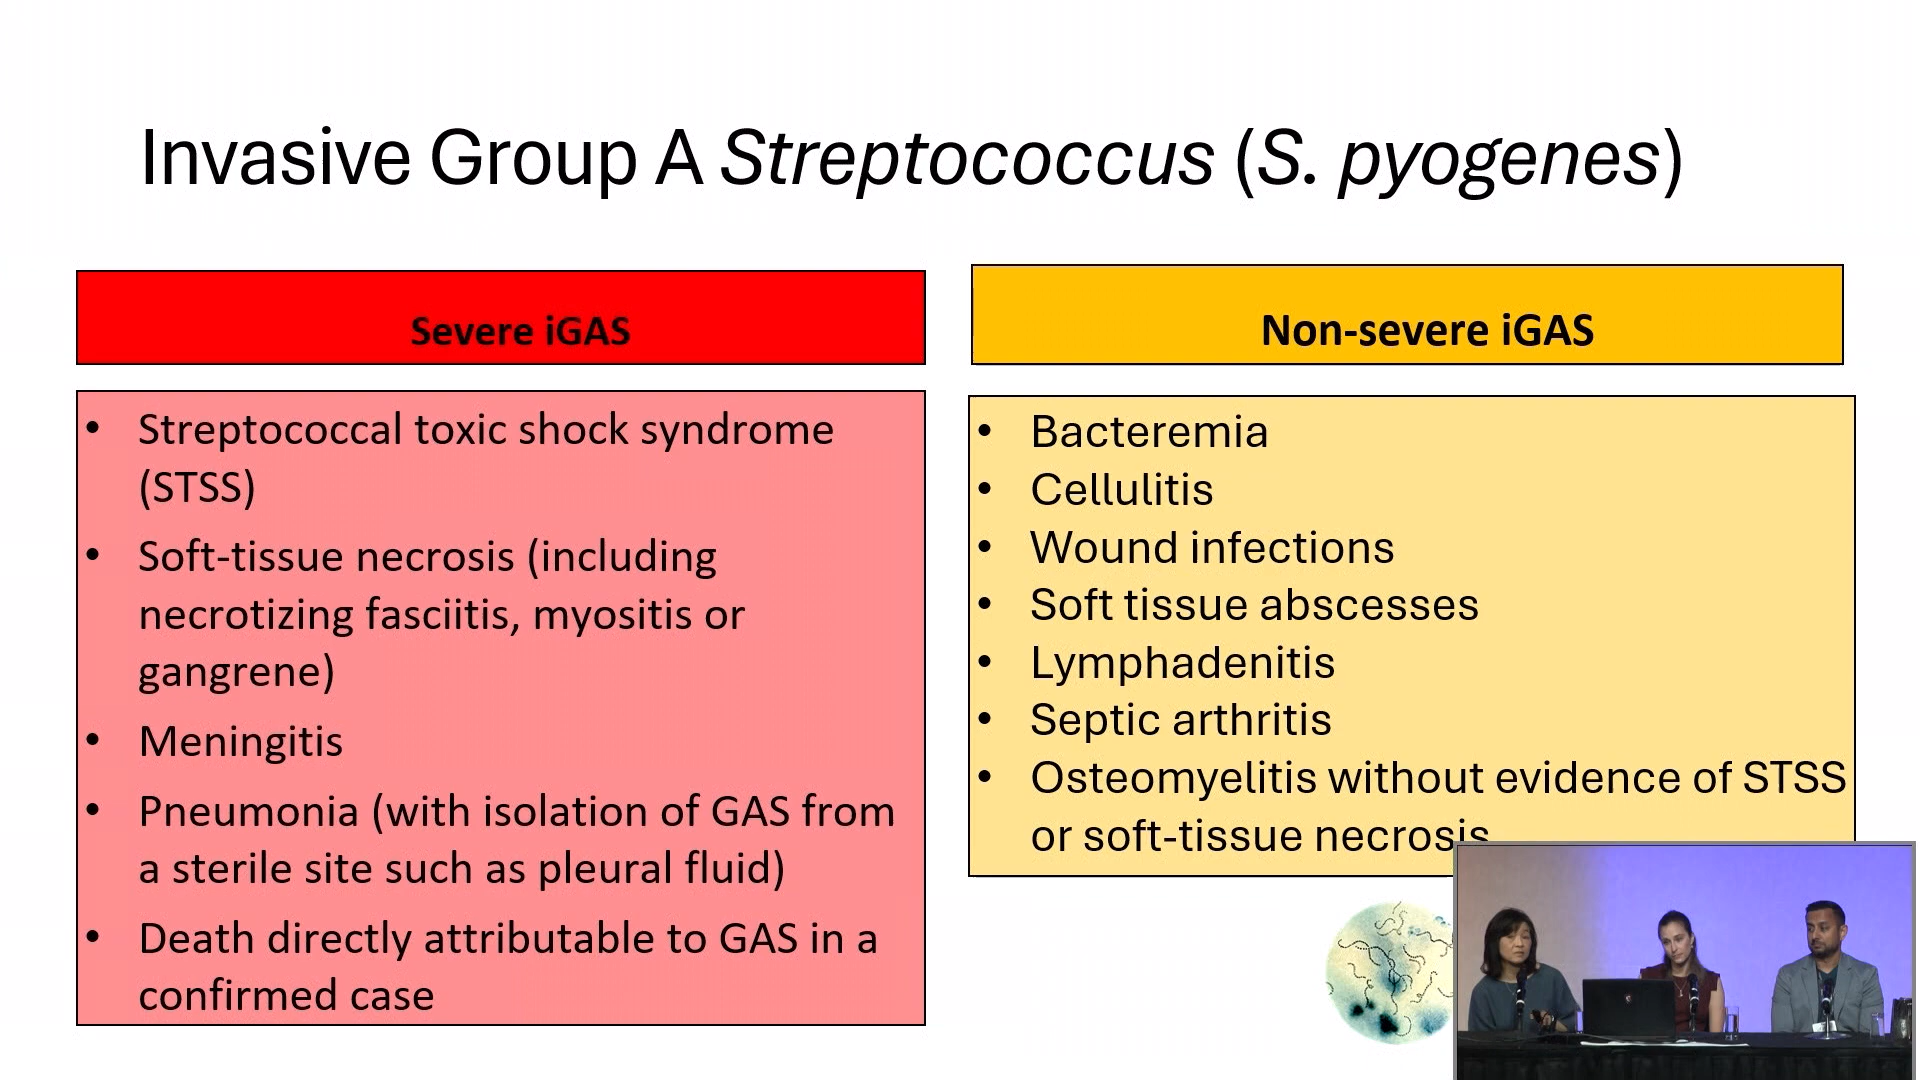 Invasive Group A Streptococcus (S. pyogenes)
Severe iGAS
• Streptococcal toxic shock syndrome
(STSS)
• Soft-tissue necrosis (including
necrotizing fasciitis, myositis or
gangrene)
• Meningitis
• Pneumonia (with isolation of GAS from
a sterile site such as pleural fluid)
• Death directly attributable to GAS in a
confirmed case
Non-severe iGAS
• Bacteremia
• Cellulitis
• Wound infections
• Soft tissue abscesses
• Lymphadenitis
• Septic arthritis
• Osteomyelitis without evidence of STSS
or soft-tissue necrosis